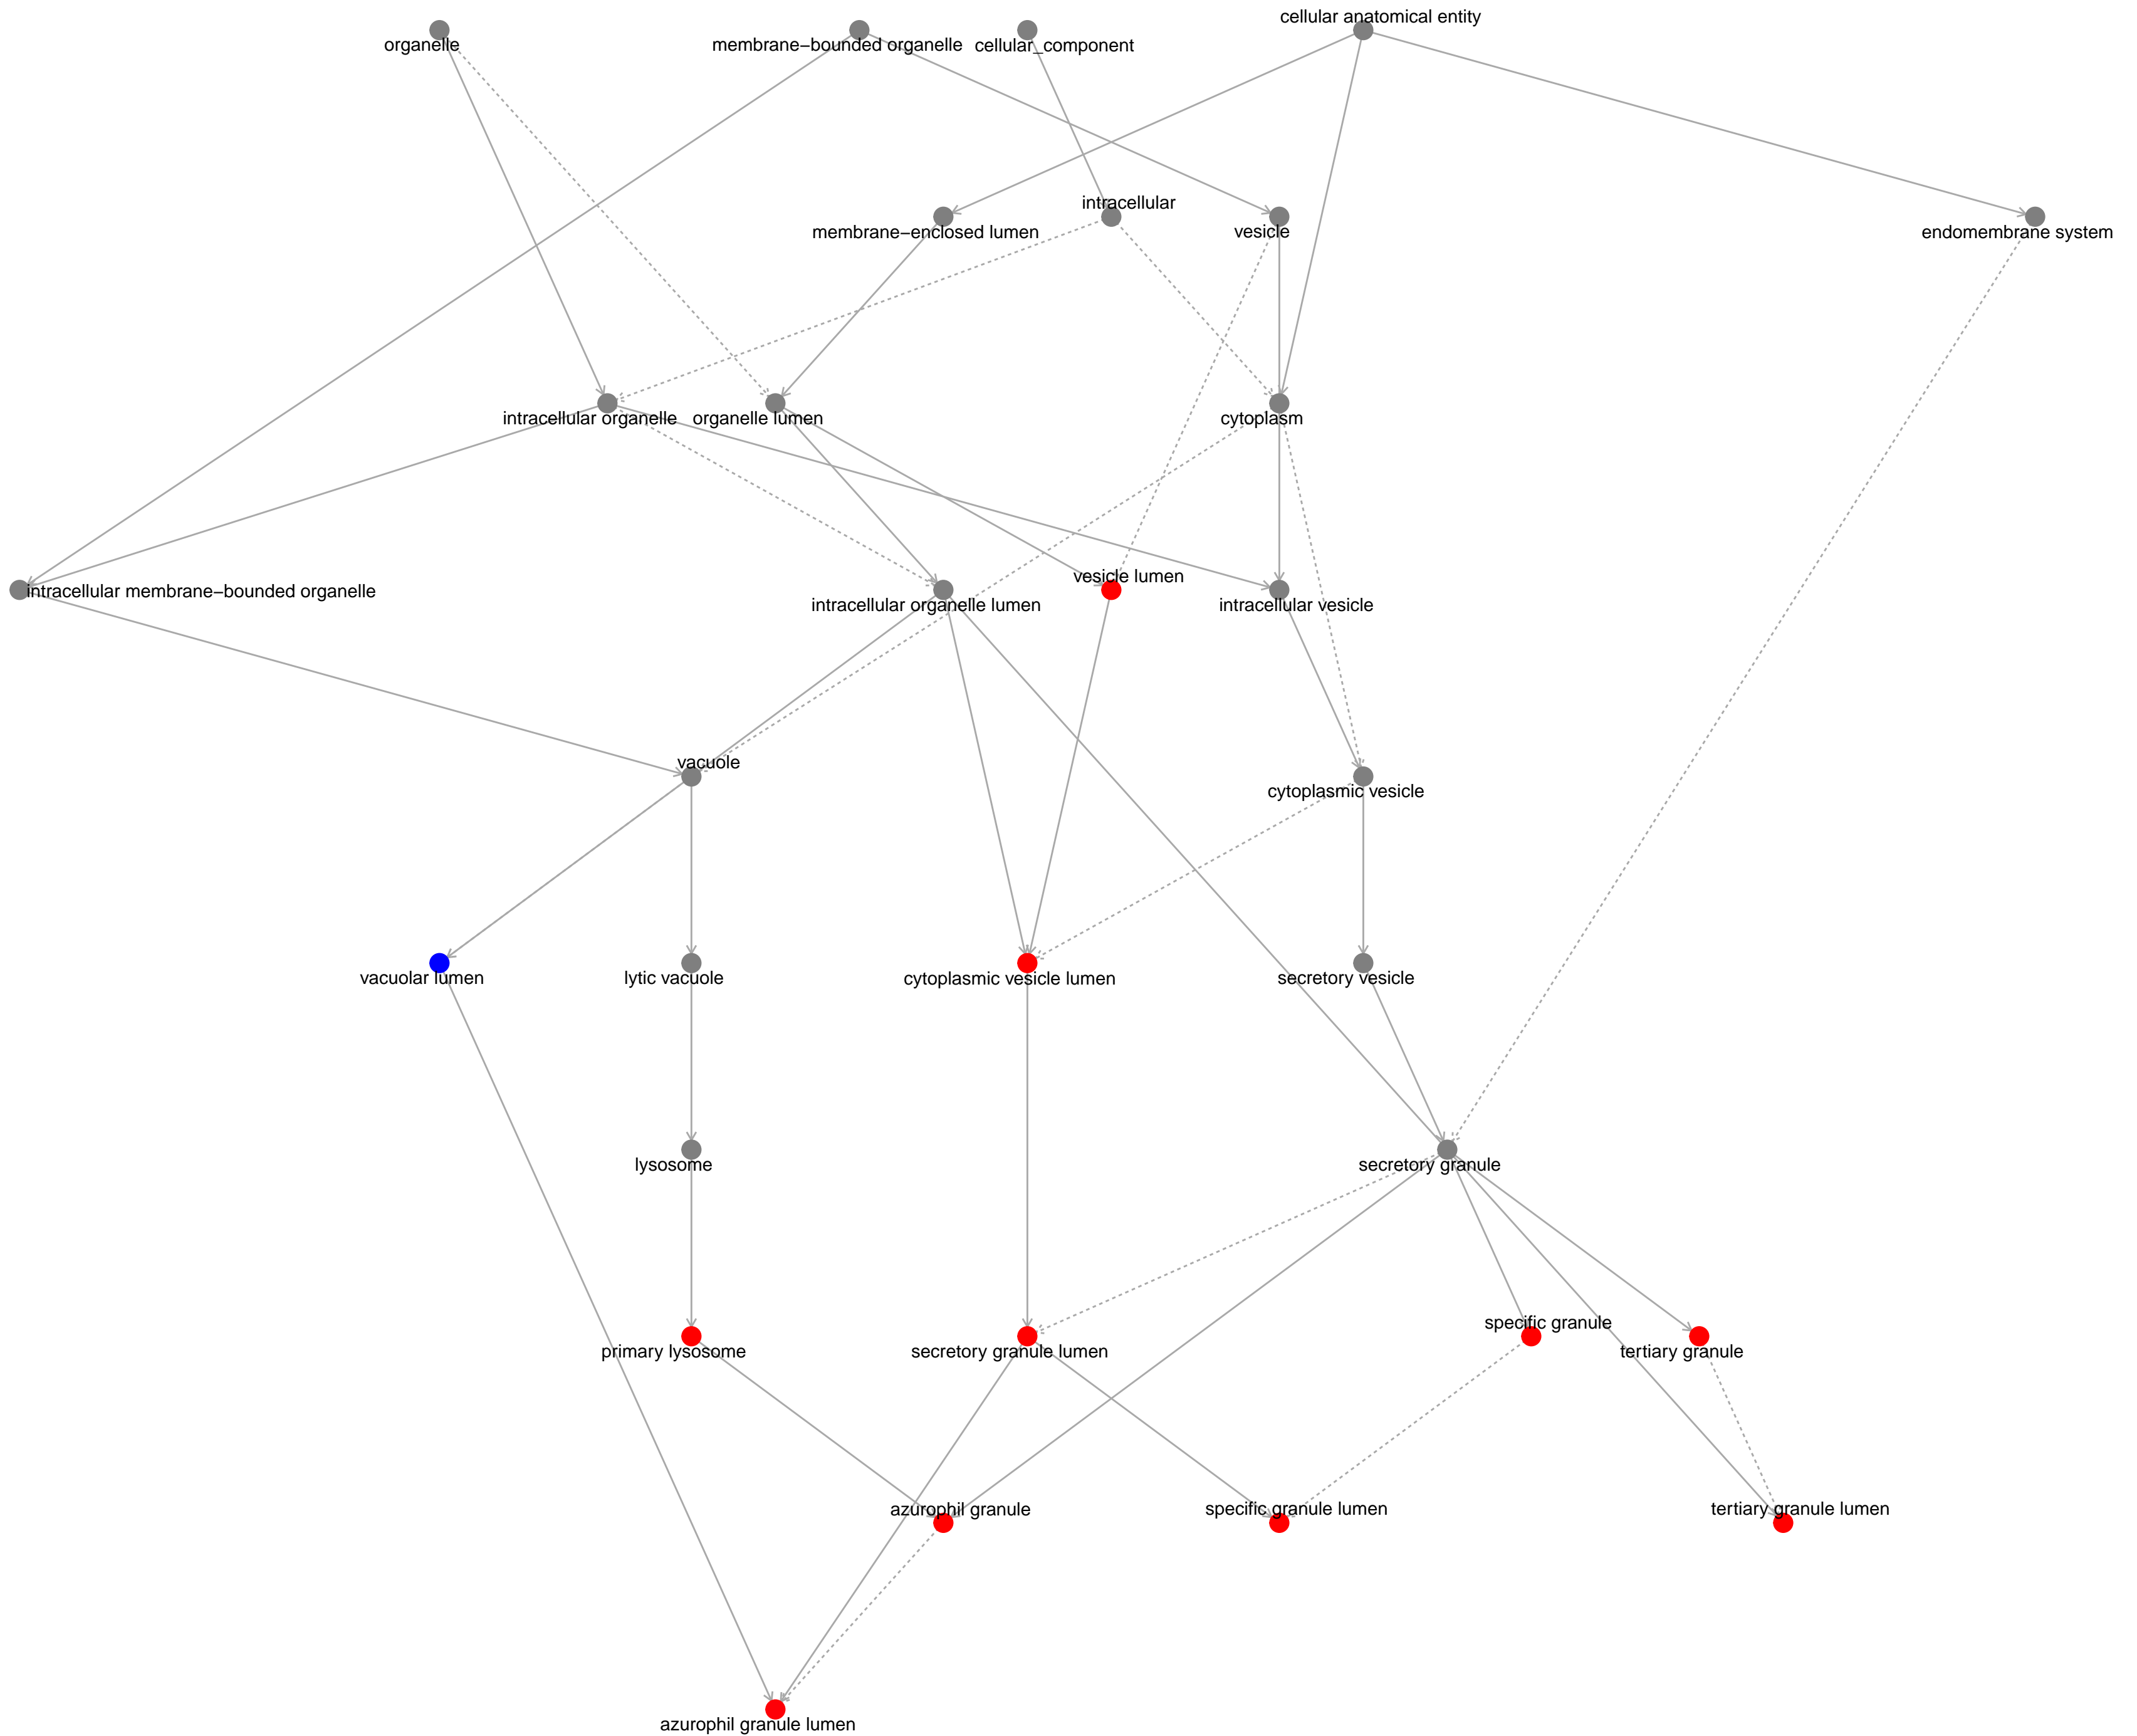 cellular anatomical entity
organelle
membrane−bounded organelle
cellular_component
intracellular
membrane−enclosed lumen
vesicle
endomembrane system
intracellular organelle
organelle lumen
cytoplasm
vesicle lumen
intracellular membrane−bounded organelle
intracellular organelle lumen
intracellular vesicle
vacuole
cytoplasmic vesicle
vacuolar lumen
lytic vacuole
cytoplasmic vesicle lumen
secretory vesicle
lysosome
secretory granule
specific granule
primary lysosome
secretory granule lumen
tertiary granule
azurophil granule
specific granule lumen
tertiary granule lumen
azurophil granule lumen